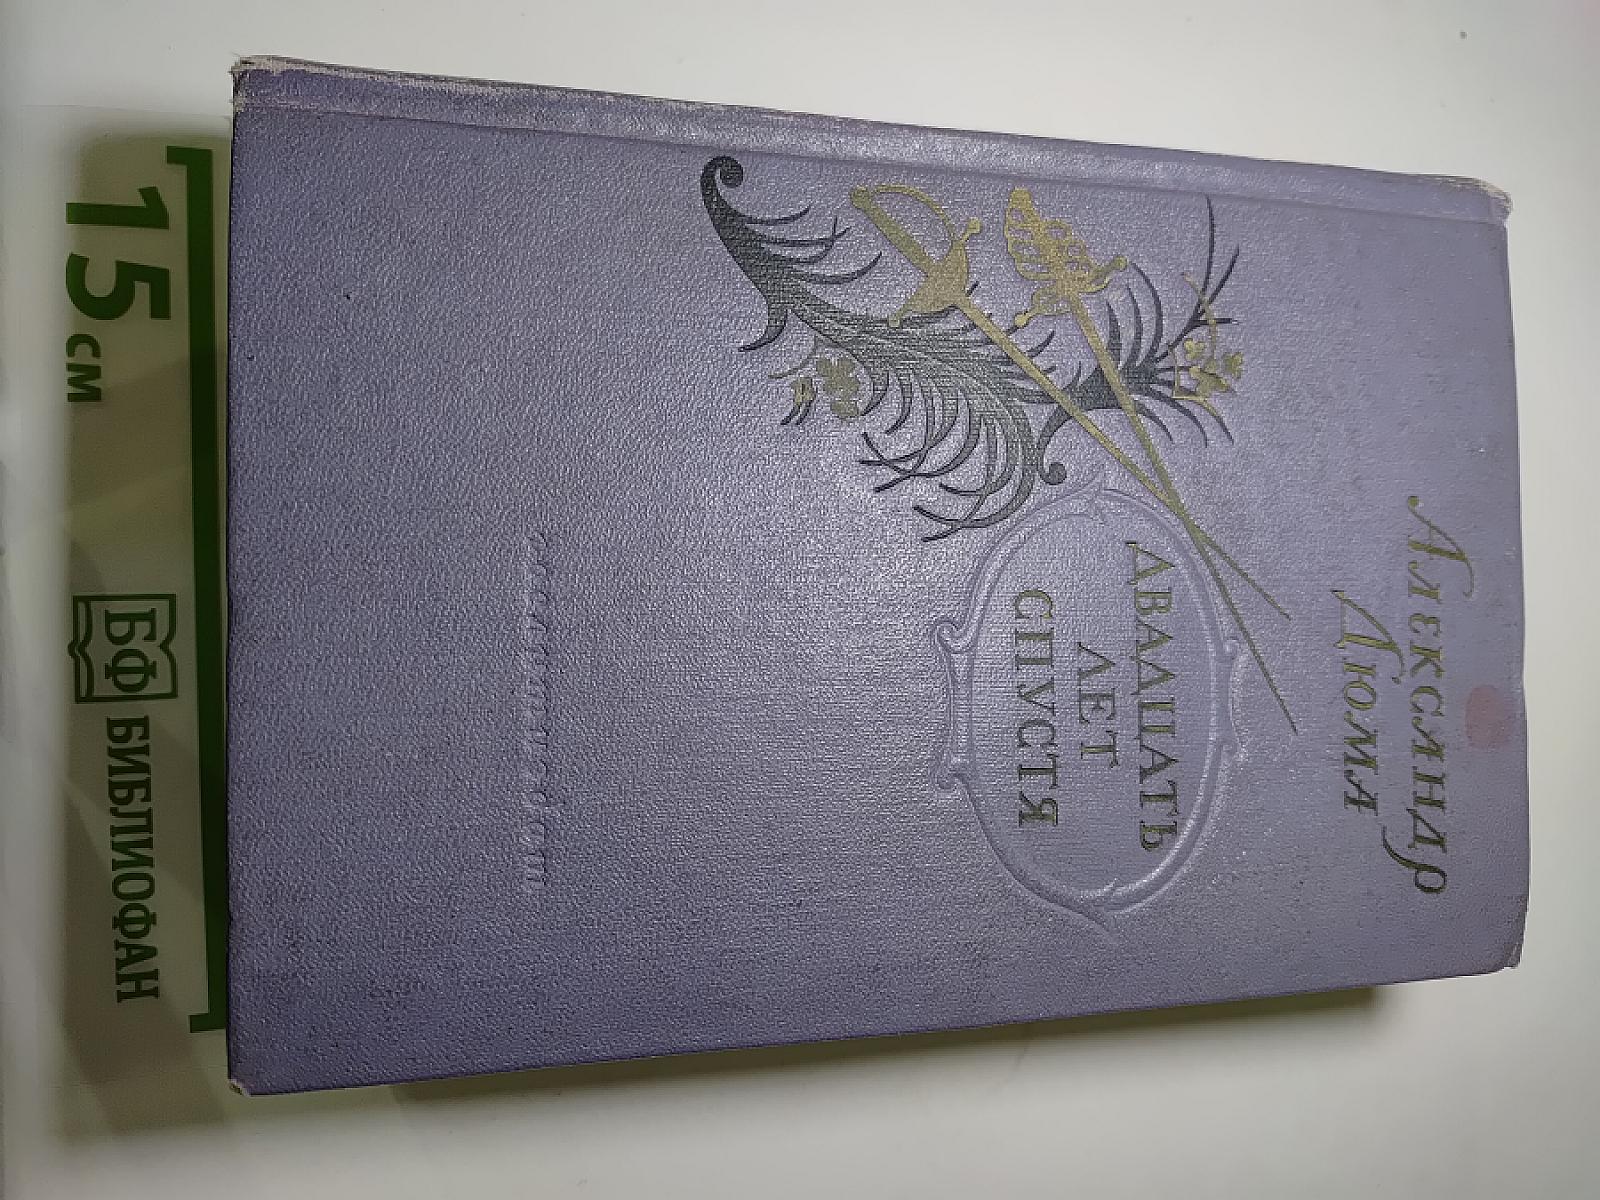 Александр
Дюма
ДВАДЦАТЬ
ЛЕТ
СПУСТЯ
15 см
БФ БИБЛИОФАН